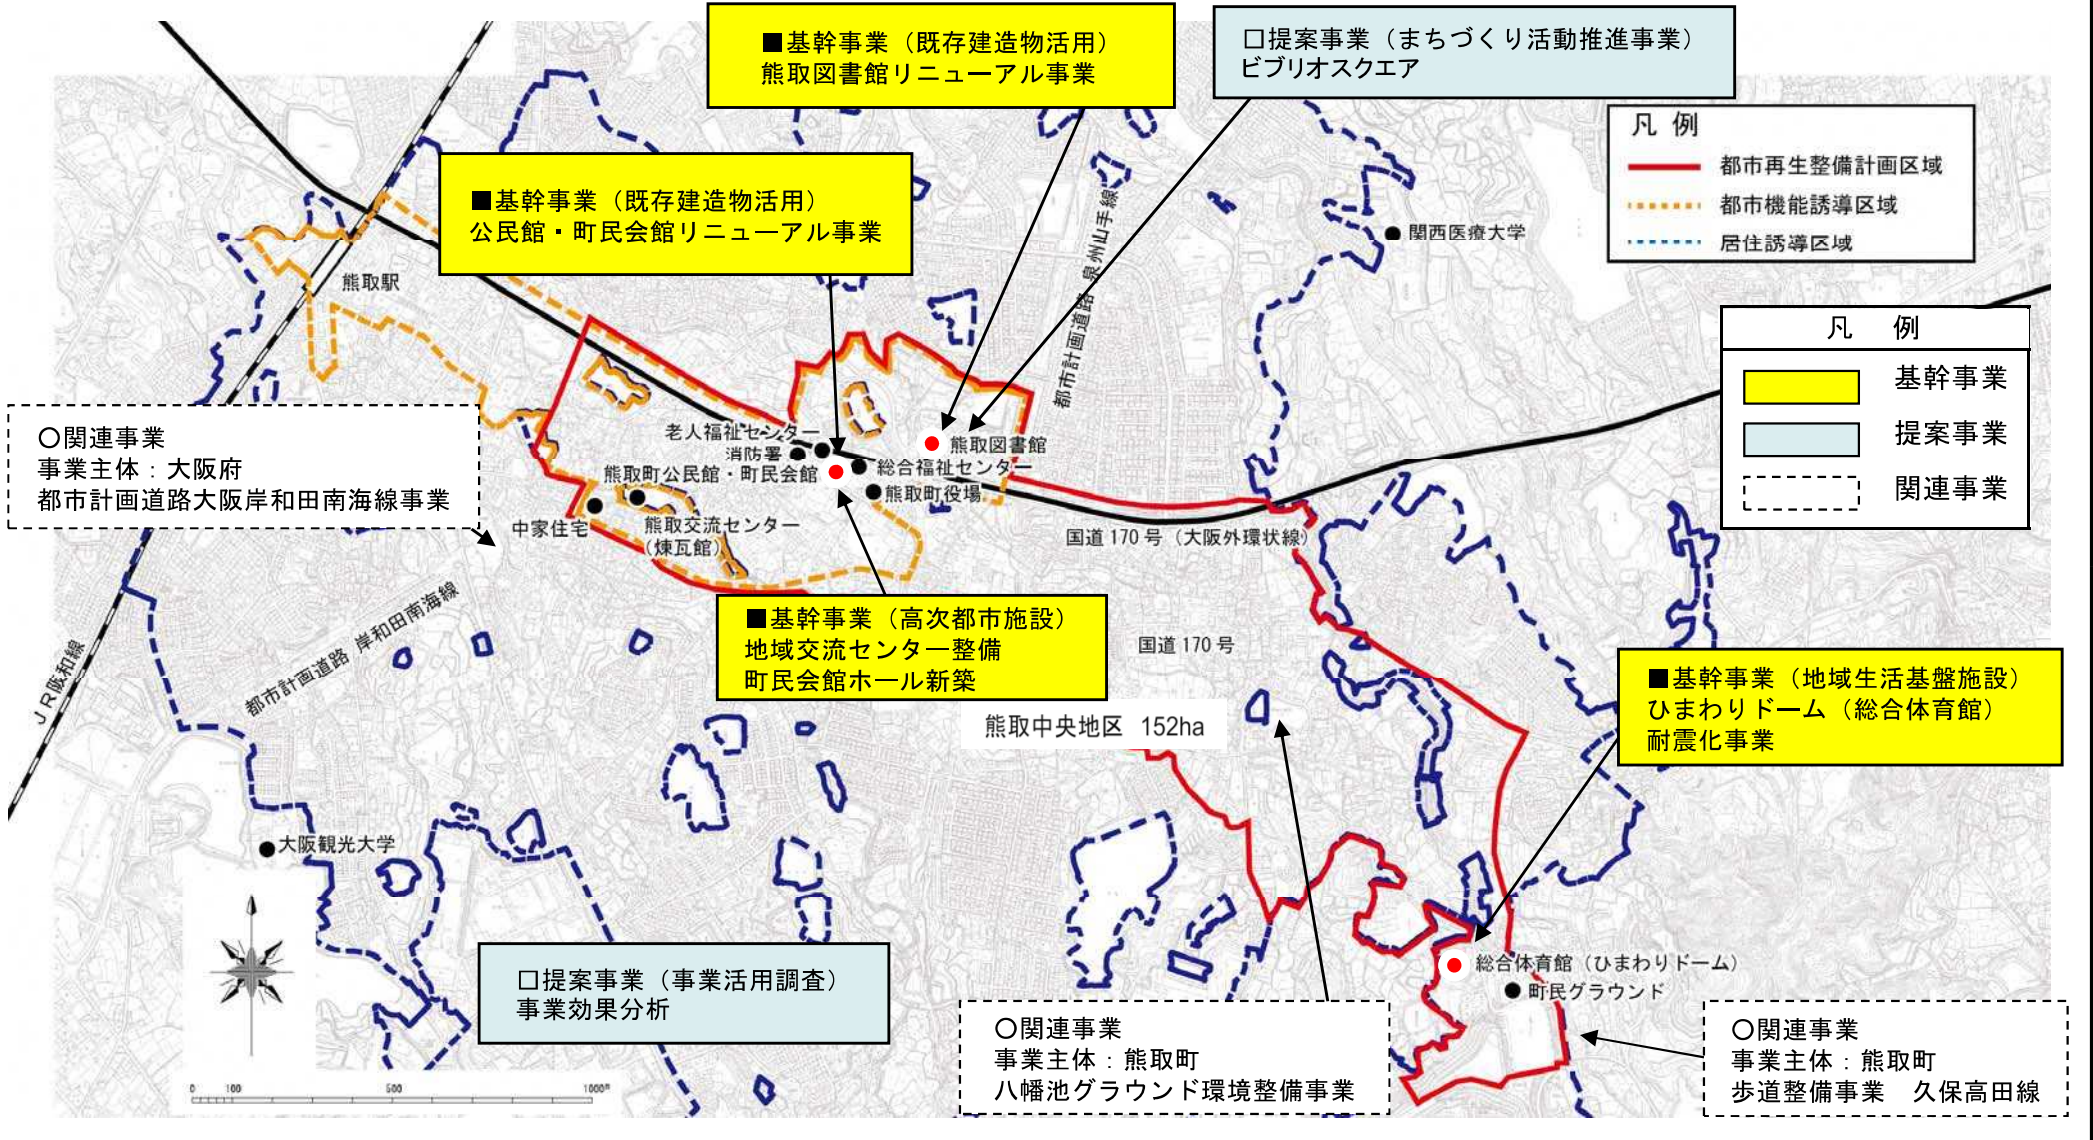 ■基幹事業（既存建造物活用）
熊取図書館リニューアル事業
□提案事業（まちづくり活動推進事業）
ビブリオスクエア
凡 例
都市再生整備計画区域
都市機能誘導区域
居住誘導区域
■基幹事業（既存建造物活用）
公民館・町民会館リニューアル事業
関西医療大学
熊取駅
都市計画道路 泉州山手線
凡 例
基幹事業
提案事業
関連事業
○関連事業
事業主体：大阪府
都市計画道路大阪岸和田南海線事業
老人福祉センター
消防署
熊取町公民館・町民会館
熊取図書館
総合福祉センター
熊取町役場
中家住宅
熊取交流センター
（煉瓦館）
国道170号（大阪外環状線）
都市計画道路 岸和田南海線
JR阪和線
■基幹事業（高次都市施設）
地域交流センター整備
町民会館ホール新築
国道170号
熊取中央地区 152ha
■基幹事業（地域生活基盤施設）
ひまわりドーム（総合体育館）
耐震化事業
大阪観光大学
□提案事業（事業活用調査）
事業効果分析
総合体育館（ひまわりドーム）
町民グラウンド
○関連事業
事業主体：熊取町
八幡池グラウンド環境整備事業
○関連事業
事業主体：熊取町
歩道整備事業　久保高田線
0 100 500 1000m